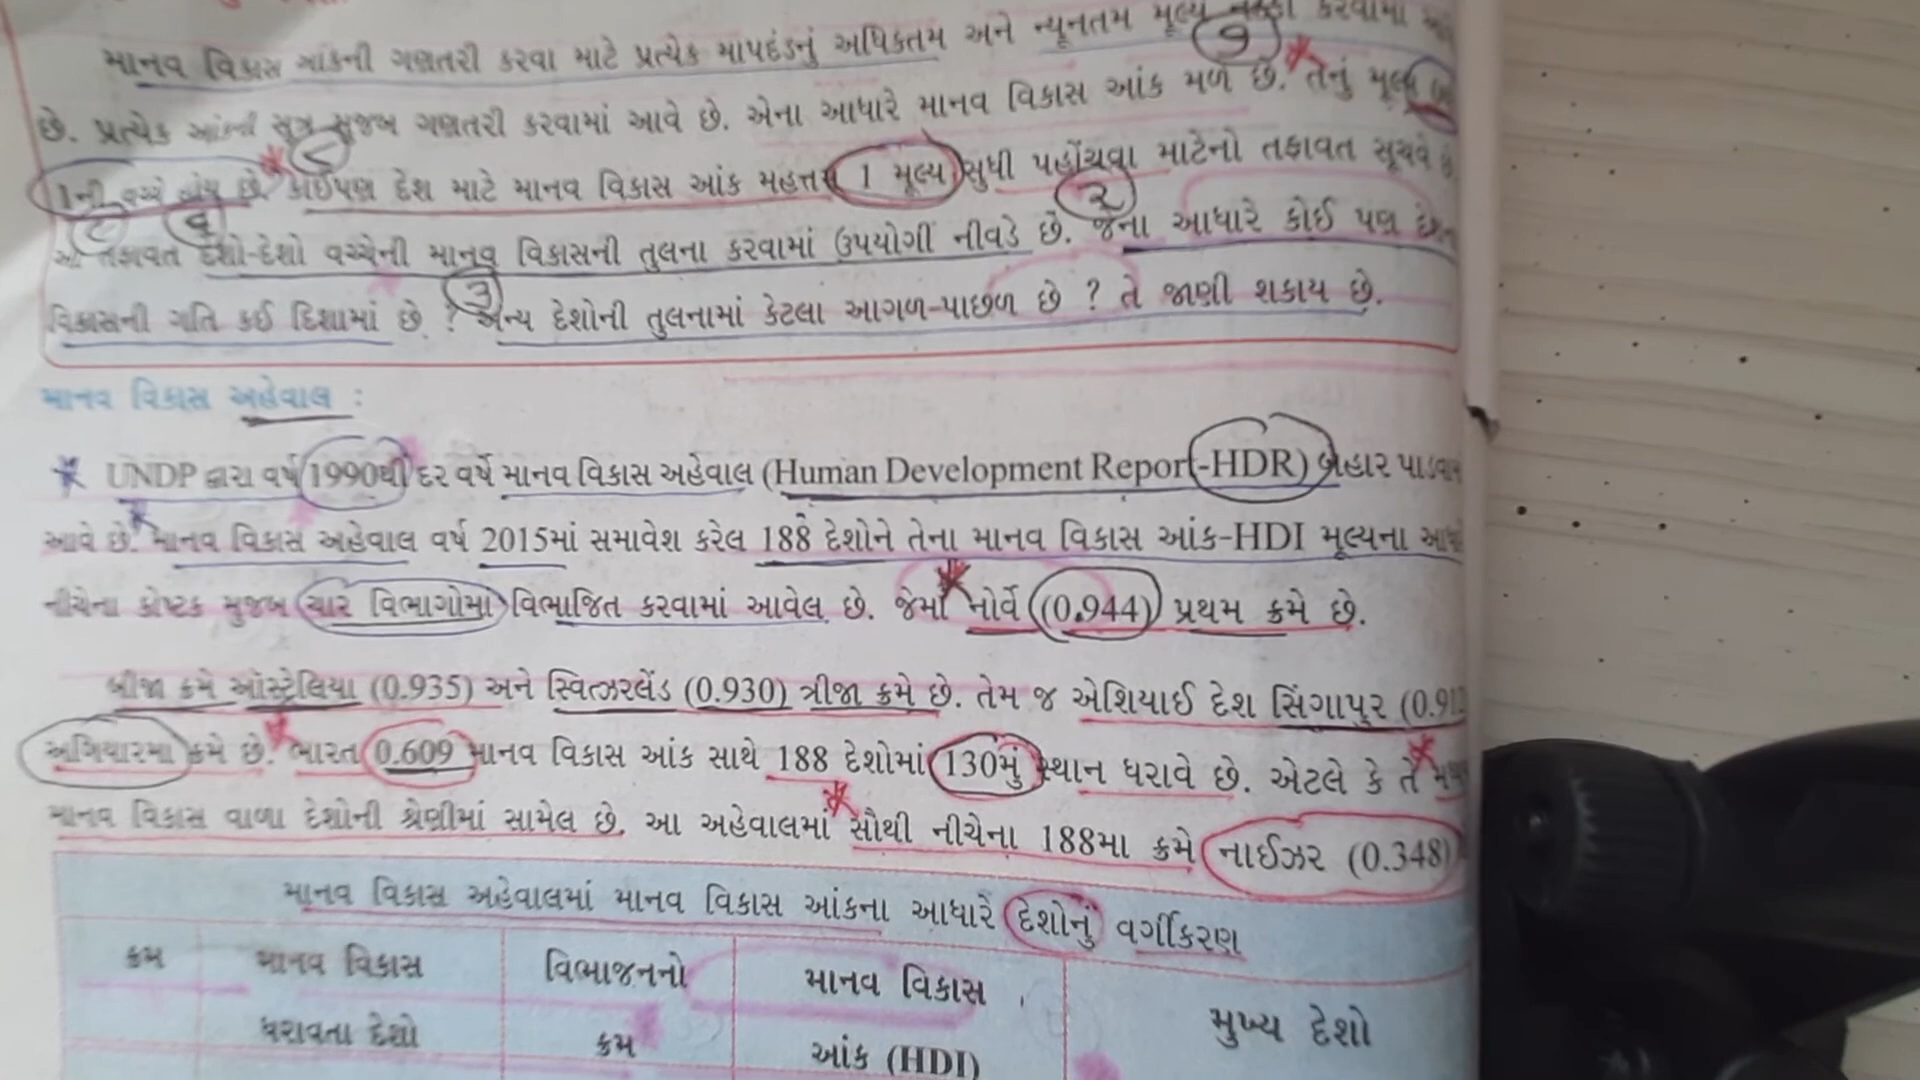 માનવ વિકાસ આંકની ગણતરી કરવા માટે પ્રત્યેક માપદંડનું અધિકતમ અને ન્યૂનતમ મૂલ્ય નક્કી કરવામાં
છે. પ્રત્યેક આંકની સૂત્ર મુજબ ગણતરી કરવામાં આવે છે. એના આધારે માનવ વિકાસ આંક મળે છે. તેનું મૂલ્ય
1ની વચ્ચે હોય છે. કોઈપણ દેશ માટે માનવ વિકાસ આંક મહત્તમ 1 મૂલ્ય સુધી પહોંચવા માટેનો તફાવત સૂચવે છે
આ તફાવત દેશો-દેશો વચ્ચેની માનવ વિકાસની તુલના કરવામાં ઉપયોગી નીવડે છે. જેના આધારે કોઈ પણ
વિકાસની ગતિ કઈ દિશામાં છે ? અન્ય દેશોની તુલનામાં કેટલા આગળ-પાછળ છે ? તે જાણી શકાય છે.
માનવ વિકાસ અહેવાલ :
UNDP દ્વારા વર્ષ 1990થી દર વર્ષે માનવ વિકાસ અહેવાલ (Human Development Report-HDR) બહાર
આવે છે. માનવ વિકાસ અહેવાલ વર્ષ 2015માં સમાવેશ કરેલ 188 દેશોને તેના માનવ વિકાસ આંક-HDI મૂલ્યના
નીચેના કોષ્ટક મુજબ ચાર વિભાગોમાં વિભાજિત કરવામાં આવેલ છે. જેમાં નોર્વે (0.944) પ્રથમ ક્રમે છે.
બીજા ક્રમે ઑસ્ટ્રેલિયા (0.935) અને સ્વિત્ઝરલેંડ (0.930) ત્રીજા ક્રમે છે. તેમ જ એશિયાઈ દેશ સિંગાપુર
અગિયારમા ક્રમે છે. ભારત 0.609 માનવ વિકાસ આંક સાથે 188 દેશોમાં 130મું સ્થાન ધરાવે છે. એટલે કે તે
માનવ વિકાસ વાળા દેશોની શ્રેણીમાં સામેલ છે. આ અહેવાલમાં સૌથી નીચેના 188મા ક્રમે નાઈઝર (0.348)
માનવ વિકાસ અહેવાલમાં માનવ વિકાસ આંકના આધારે દેશોનું વર્ગીકરણ
ક્રમ
માનવ વિકાસ
ધરાવતા દેશો
વિભાજનનો
ક્રમ
માનવ વિકાસ
આંક (HDI)
મુખ્ય દેશો